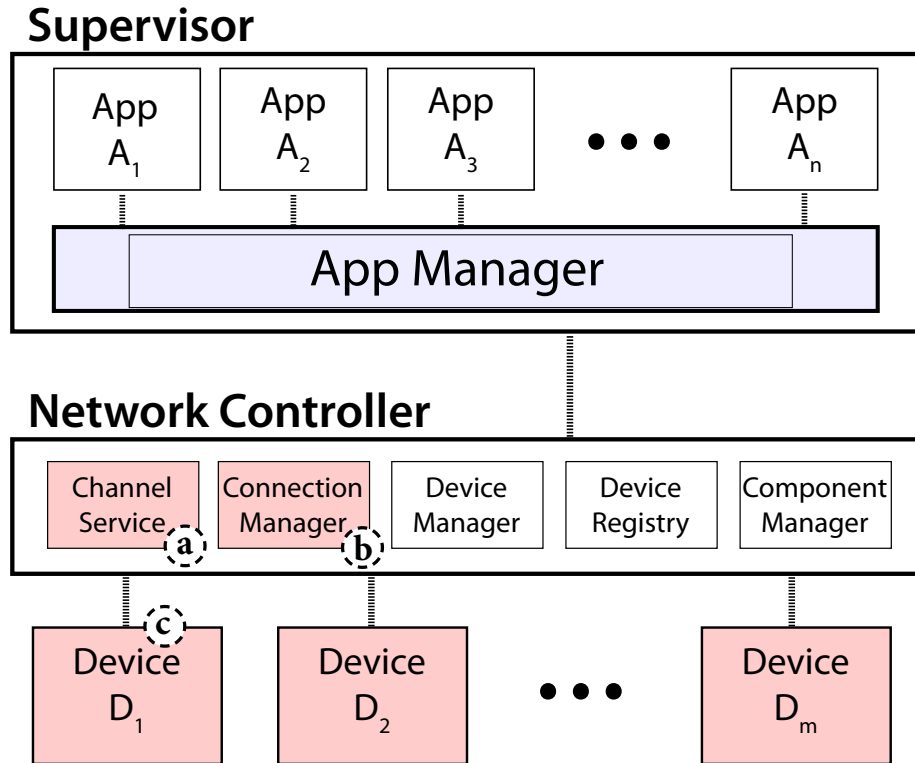 Supervisor
App App App App
A1 A2 A3 An
App Manager
Network Controller
Channel Connection Device Device Component
Service Manager Manager Registry Manager
a b
c
Device Device Device
D1 D2 Dm